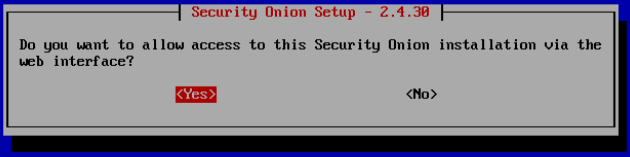 Security Onion Setup - 2.4.30
Do you want to allow access to this Security Onion installation via the
web interface?
<Yes> <No>